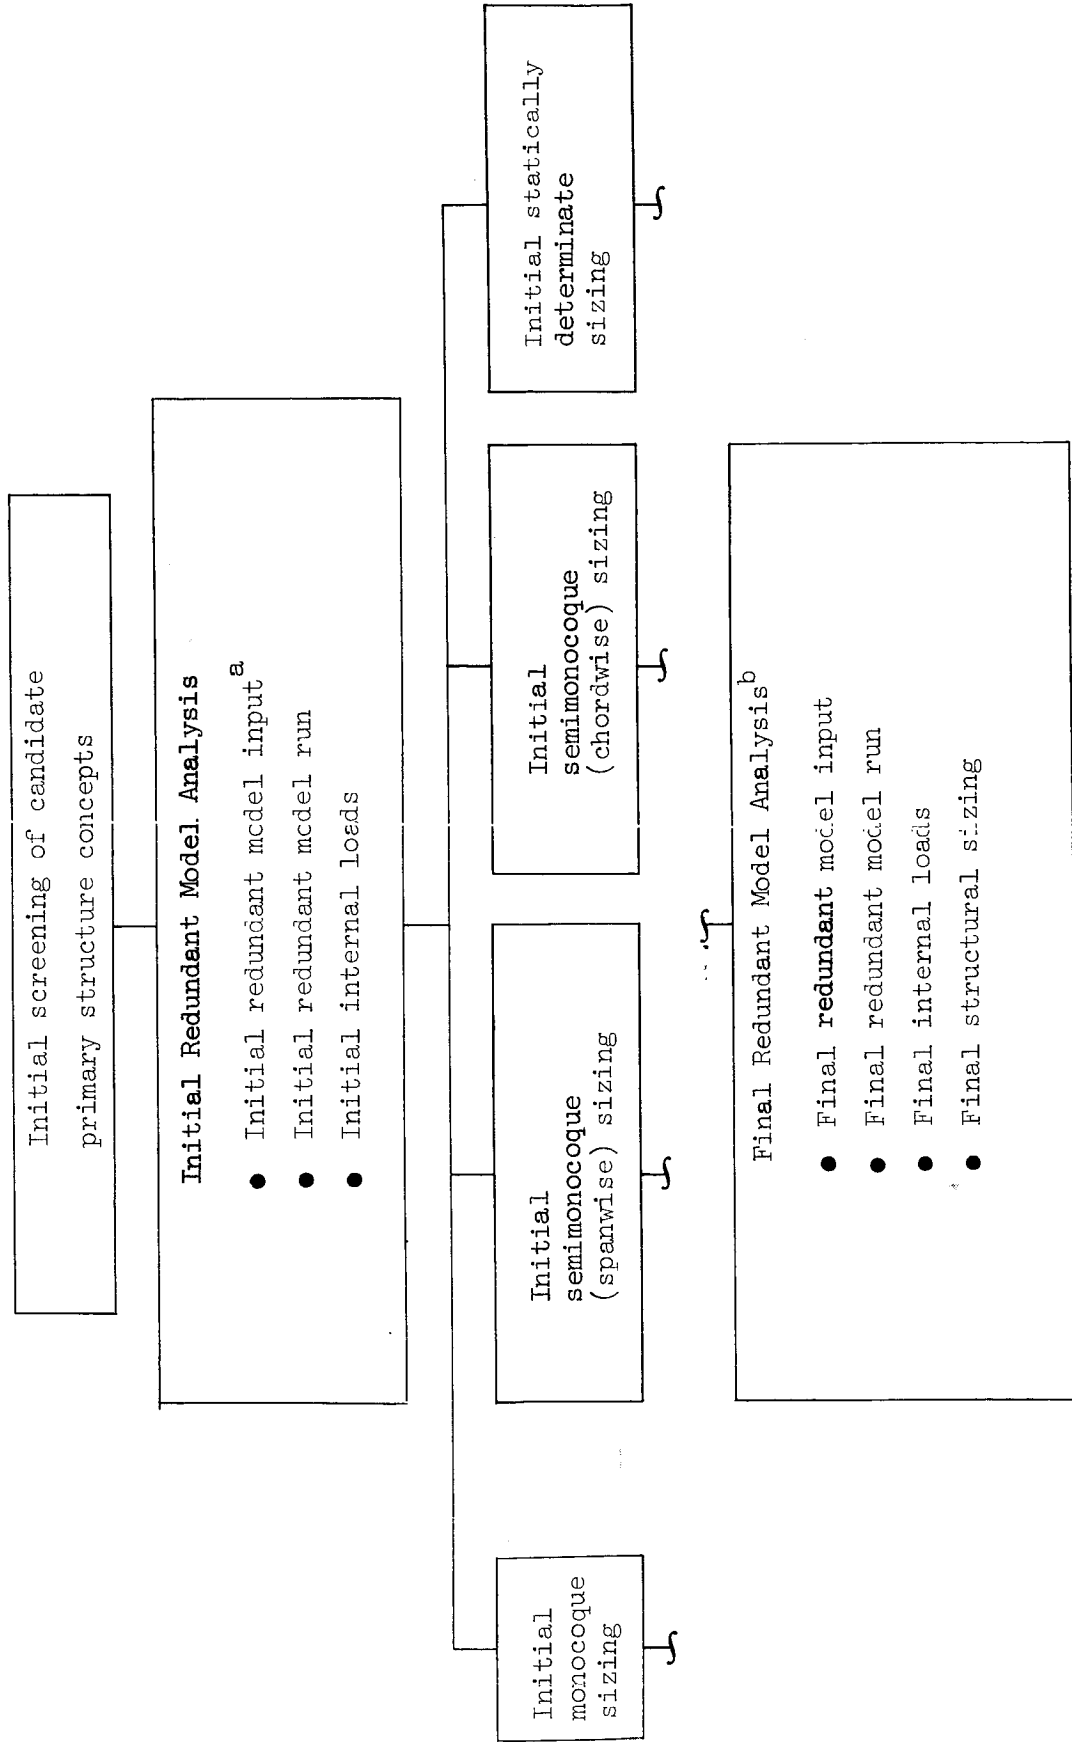 Initial screening of candidate
primary structure concepts
Initial Redundant Model Analysis
● Initial redundant model input a
● Initial redundant model run
● Initial internal loads
Initial
monocoque
sizing
Initial
semimonocoque
(spanwise) sizing
Initial
semimonocoque
(chordwise) sizing
Initial statically
determinate
sizing
Final Redundant Model Analysis b
● Final redundant model input
● Final redundant model run
● Final internal loads
● Final structural sizing